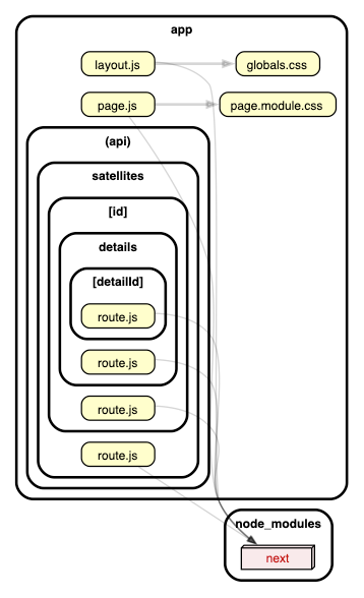 app
layout.js
globals.css
page.js
page.module.css
(api)
satellites
[id]
details
[detailId]
route.js
route.js
route.js
route.js
node_modules
next